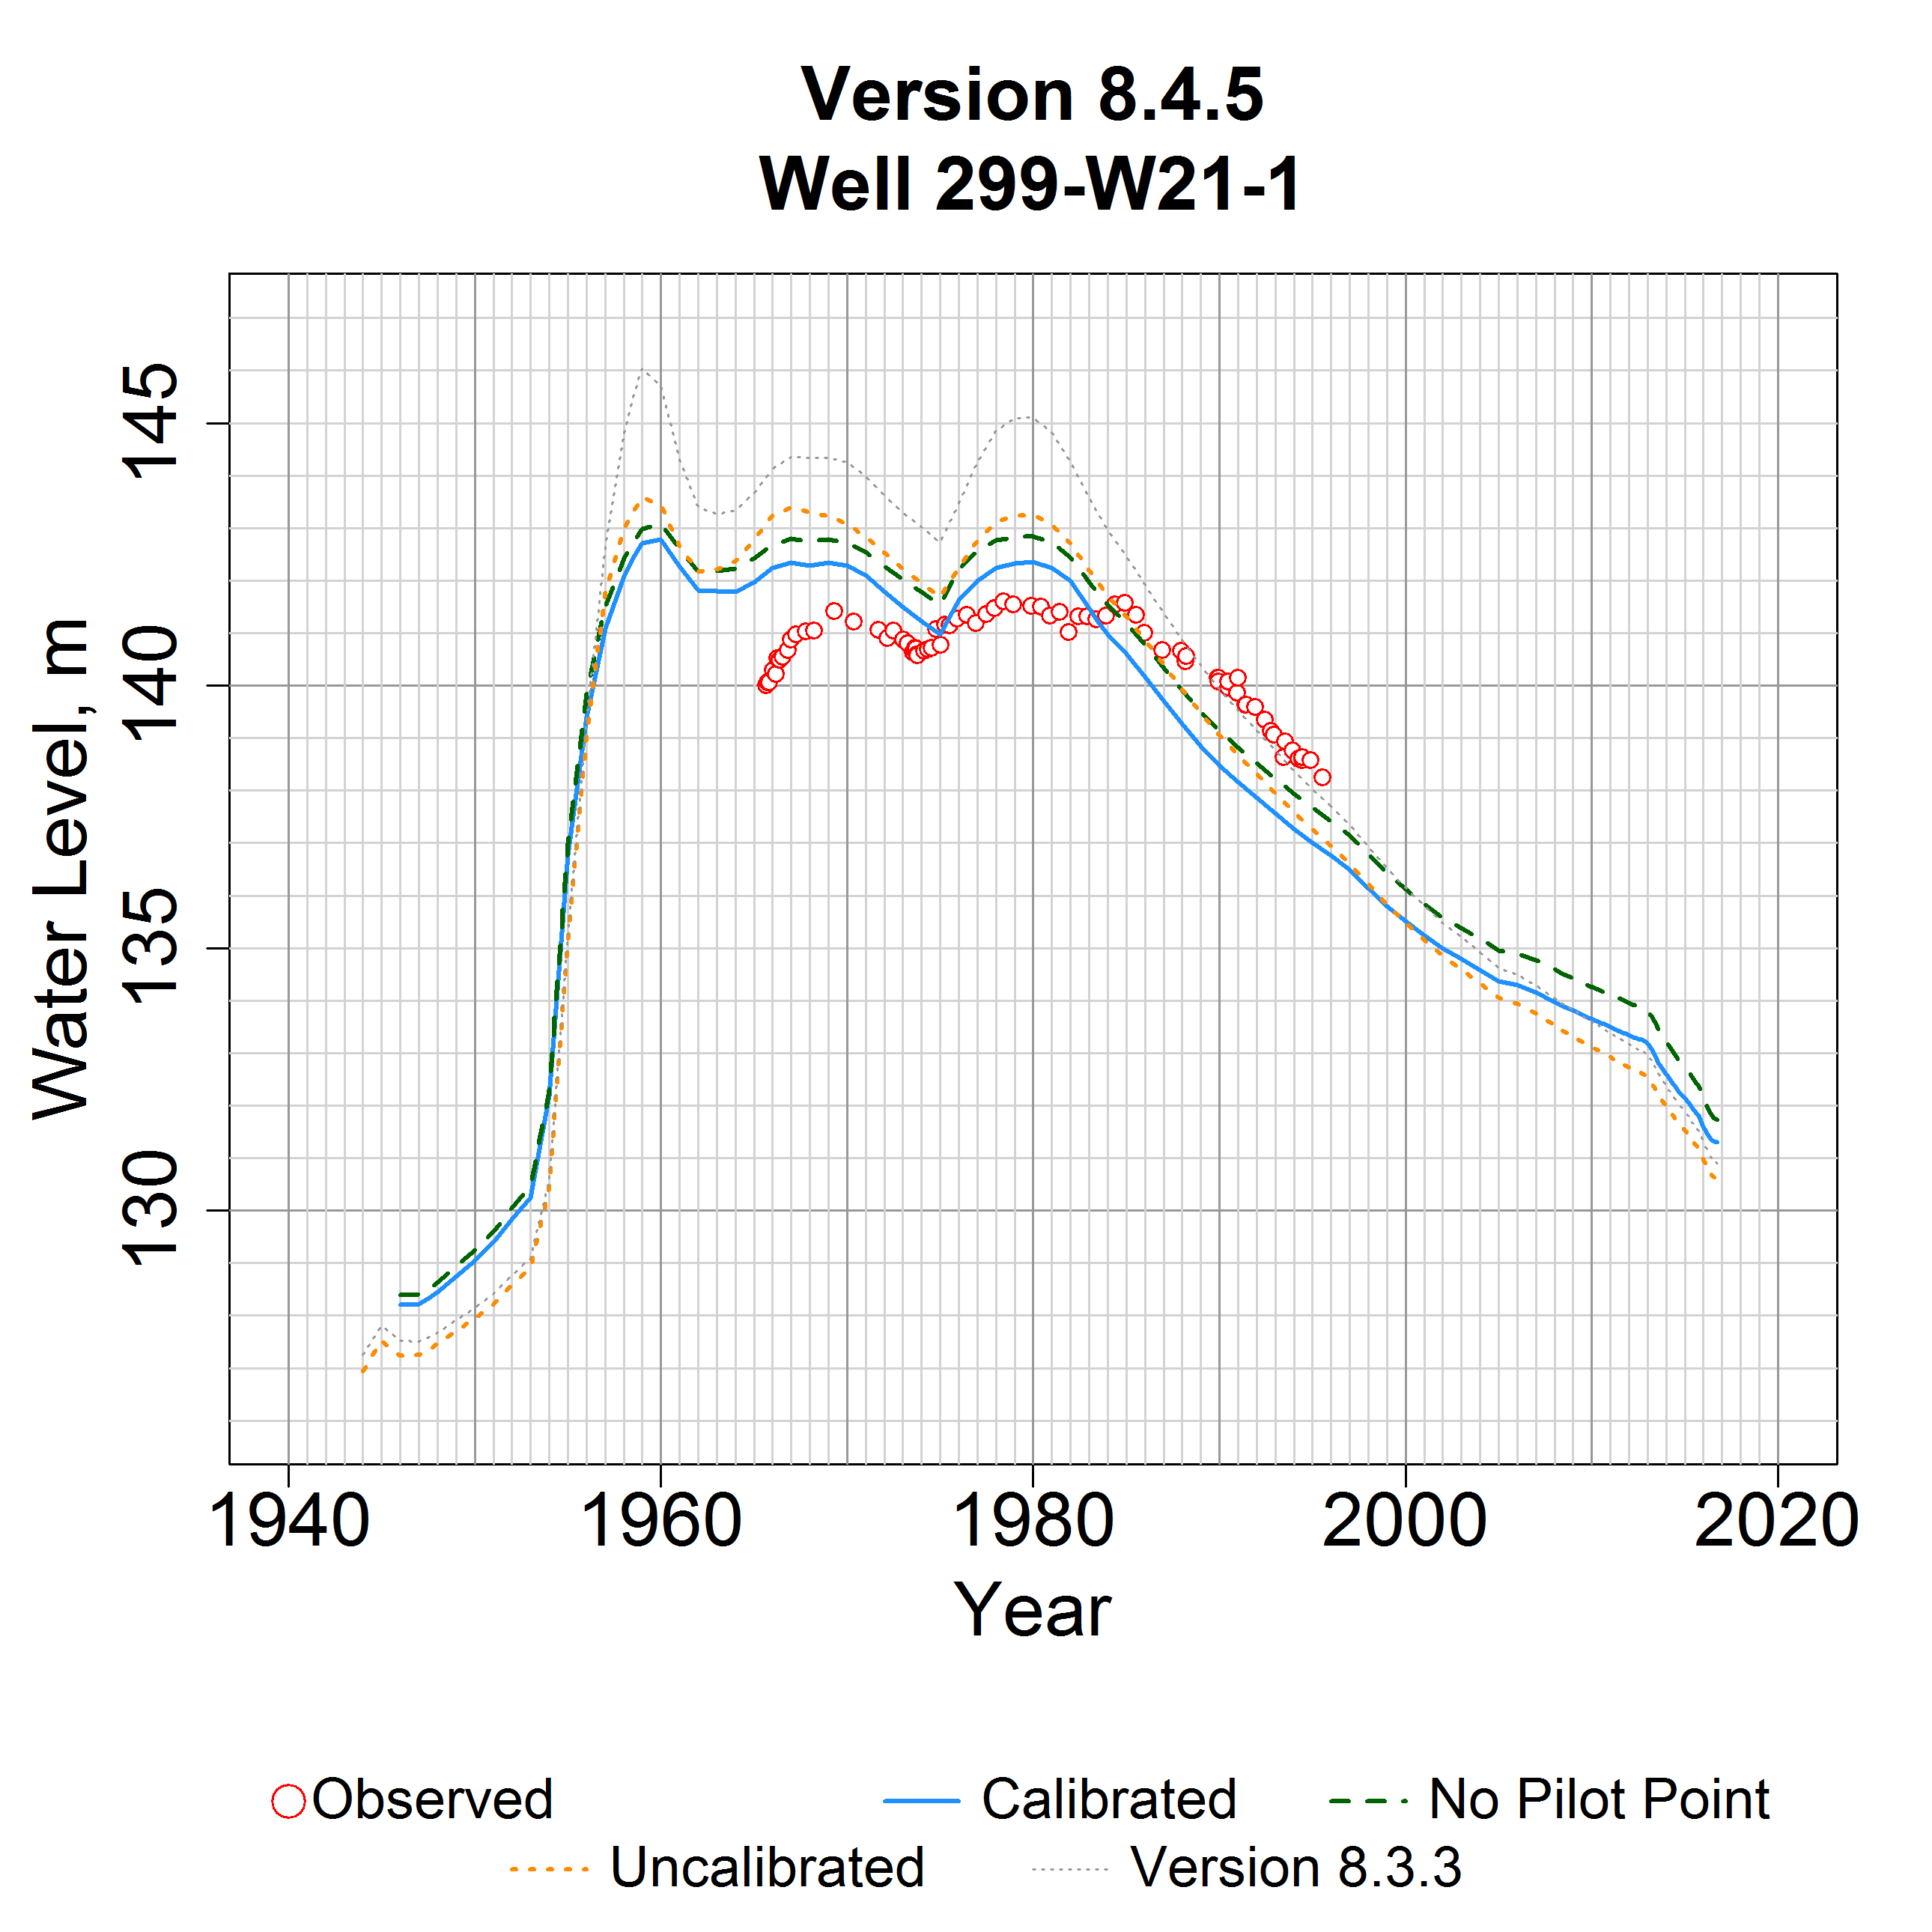 Version 8.4.5
Well 299-W21-1
Water Level, m
145
140
135
130
1940 1960 1980 2000 2020
Year
Observed Calibrated No Pilot Point
Uncalibrated Version 8.3.3